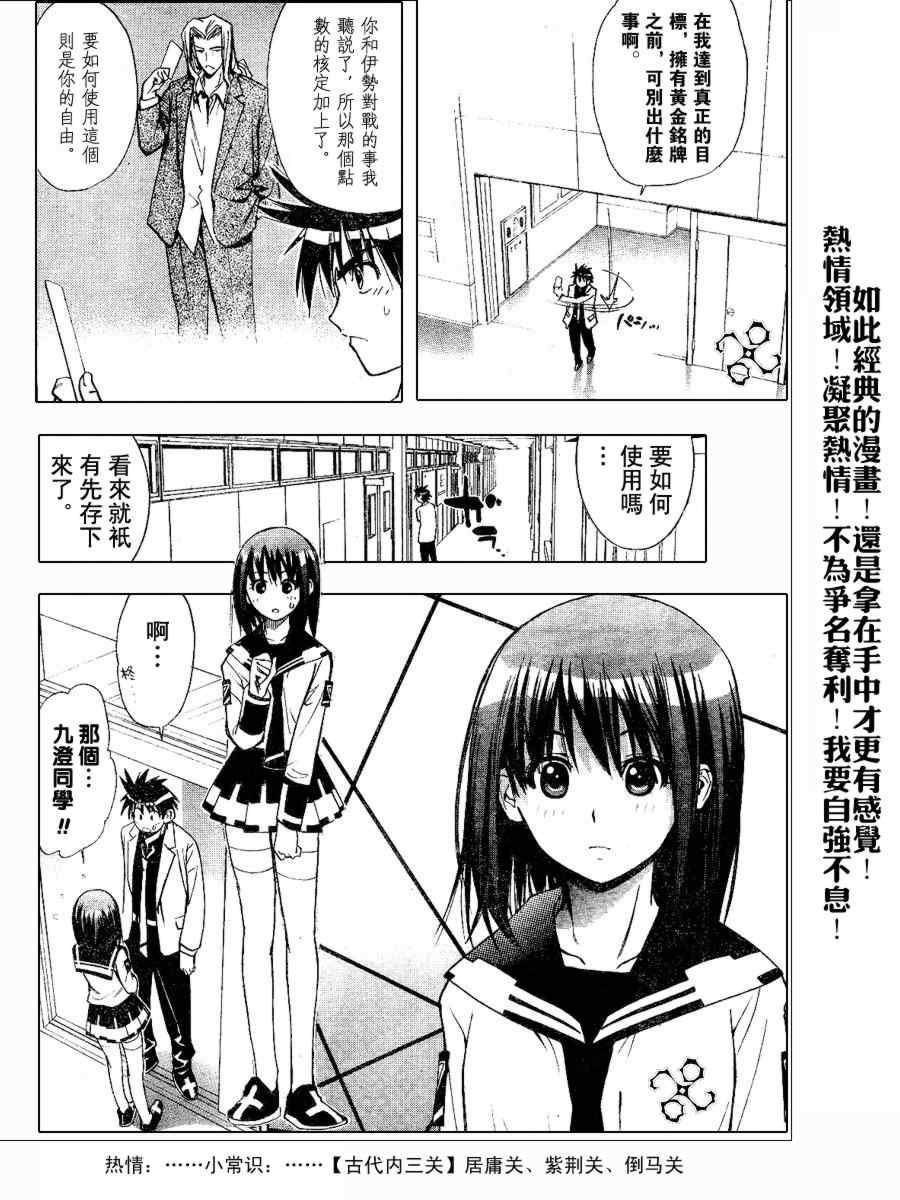 在我達到真正的目
標，擁有黃金銘牌
之前，可別出什麼
事啊。
你和伊勢對戰的事我
聽説了，所以那個點
數的核定加上了。
要如何使用這個
則是你的自由。
要如何
使用嗎
…
看來就衹
有先存下
來了。
啊…
那個…
九澄同學!!
如此經典的漫畫！還是拿在手中才更有感覺！
熱情領域！凝聚熱情！不為爭名奪利！我要自強不息！
热情：……小常识：……【古代内三关】居庸关、紫荆关、倒马关